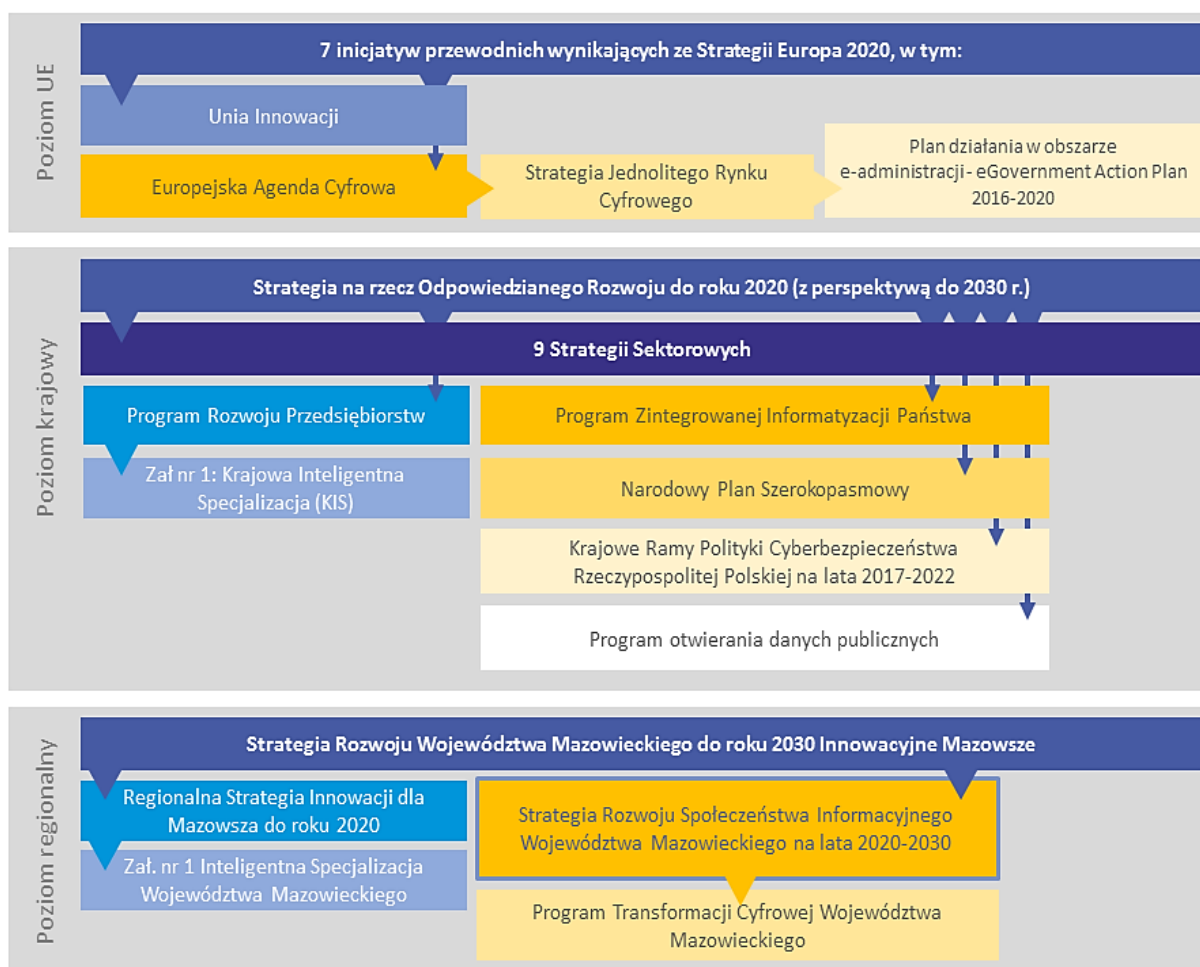 Poziom UE
7 inicjatyw przewodnich wynikających ze Strategii Europa 2020, w tym:
Unia Innowacji
Europejska Agenda Cyfrowa
Strategia Jednolitego Rynku
Cyfrowego
Plan działania w obszarze
e-administracji - eGovernment Action Plan
2016-2020
Poziom krajowy
Strategia na rzecz Odpowiedzianego Rozwoju do roku 2020 (z perspektywą do 2030 r.)
9 Strategii Sektorowych
Program Rozwoju Przedsiębiorstw
Zał nr 1: Krajowa Inteligentna
Specjalizacja (KIS)
Program Zintegrowanej Informatyzacji Państwa
Narodowy Plan Szerokopasmowy
Krajowe Ramy Polityki Cyberbezpieczeństwa
Rzeczypospolitej Polskiej na lata 2017-2022
Program otwierania danych publicznych
Poziom regionalny
Strategia Rozwoju Województwa Mazowieckiego do roku 2030 Innowacyjne Mazowsze
Regionalna Strategia Innowacji dla
Mazowsza do roku 2020
Zał. nr 1 Inteligentna Specjalizacja
Województwa Mazowieckiego
Strategia Rozwoju Społeczeństwa Informacyjnego
Województwa Mazowieckiego na lata 2020-2030
Program Transformacji Cyfrowej Województwa
Mazowieckiego